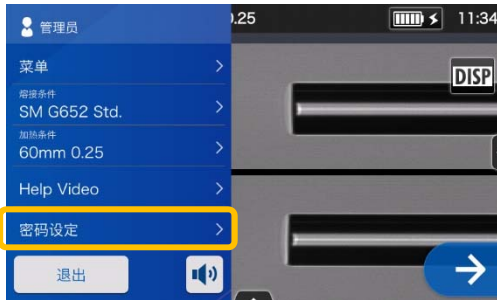 管理员
菜单
熔接条件
SM G652 Std.
加热条件
60mm 0.25
Help Video
密码设定
退出
.25
11:34
DISP